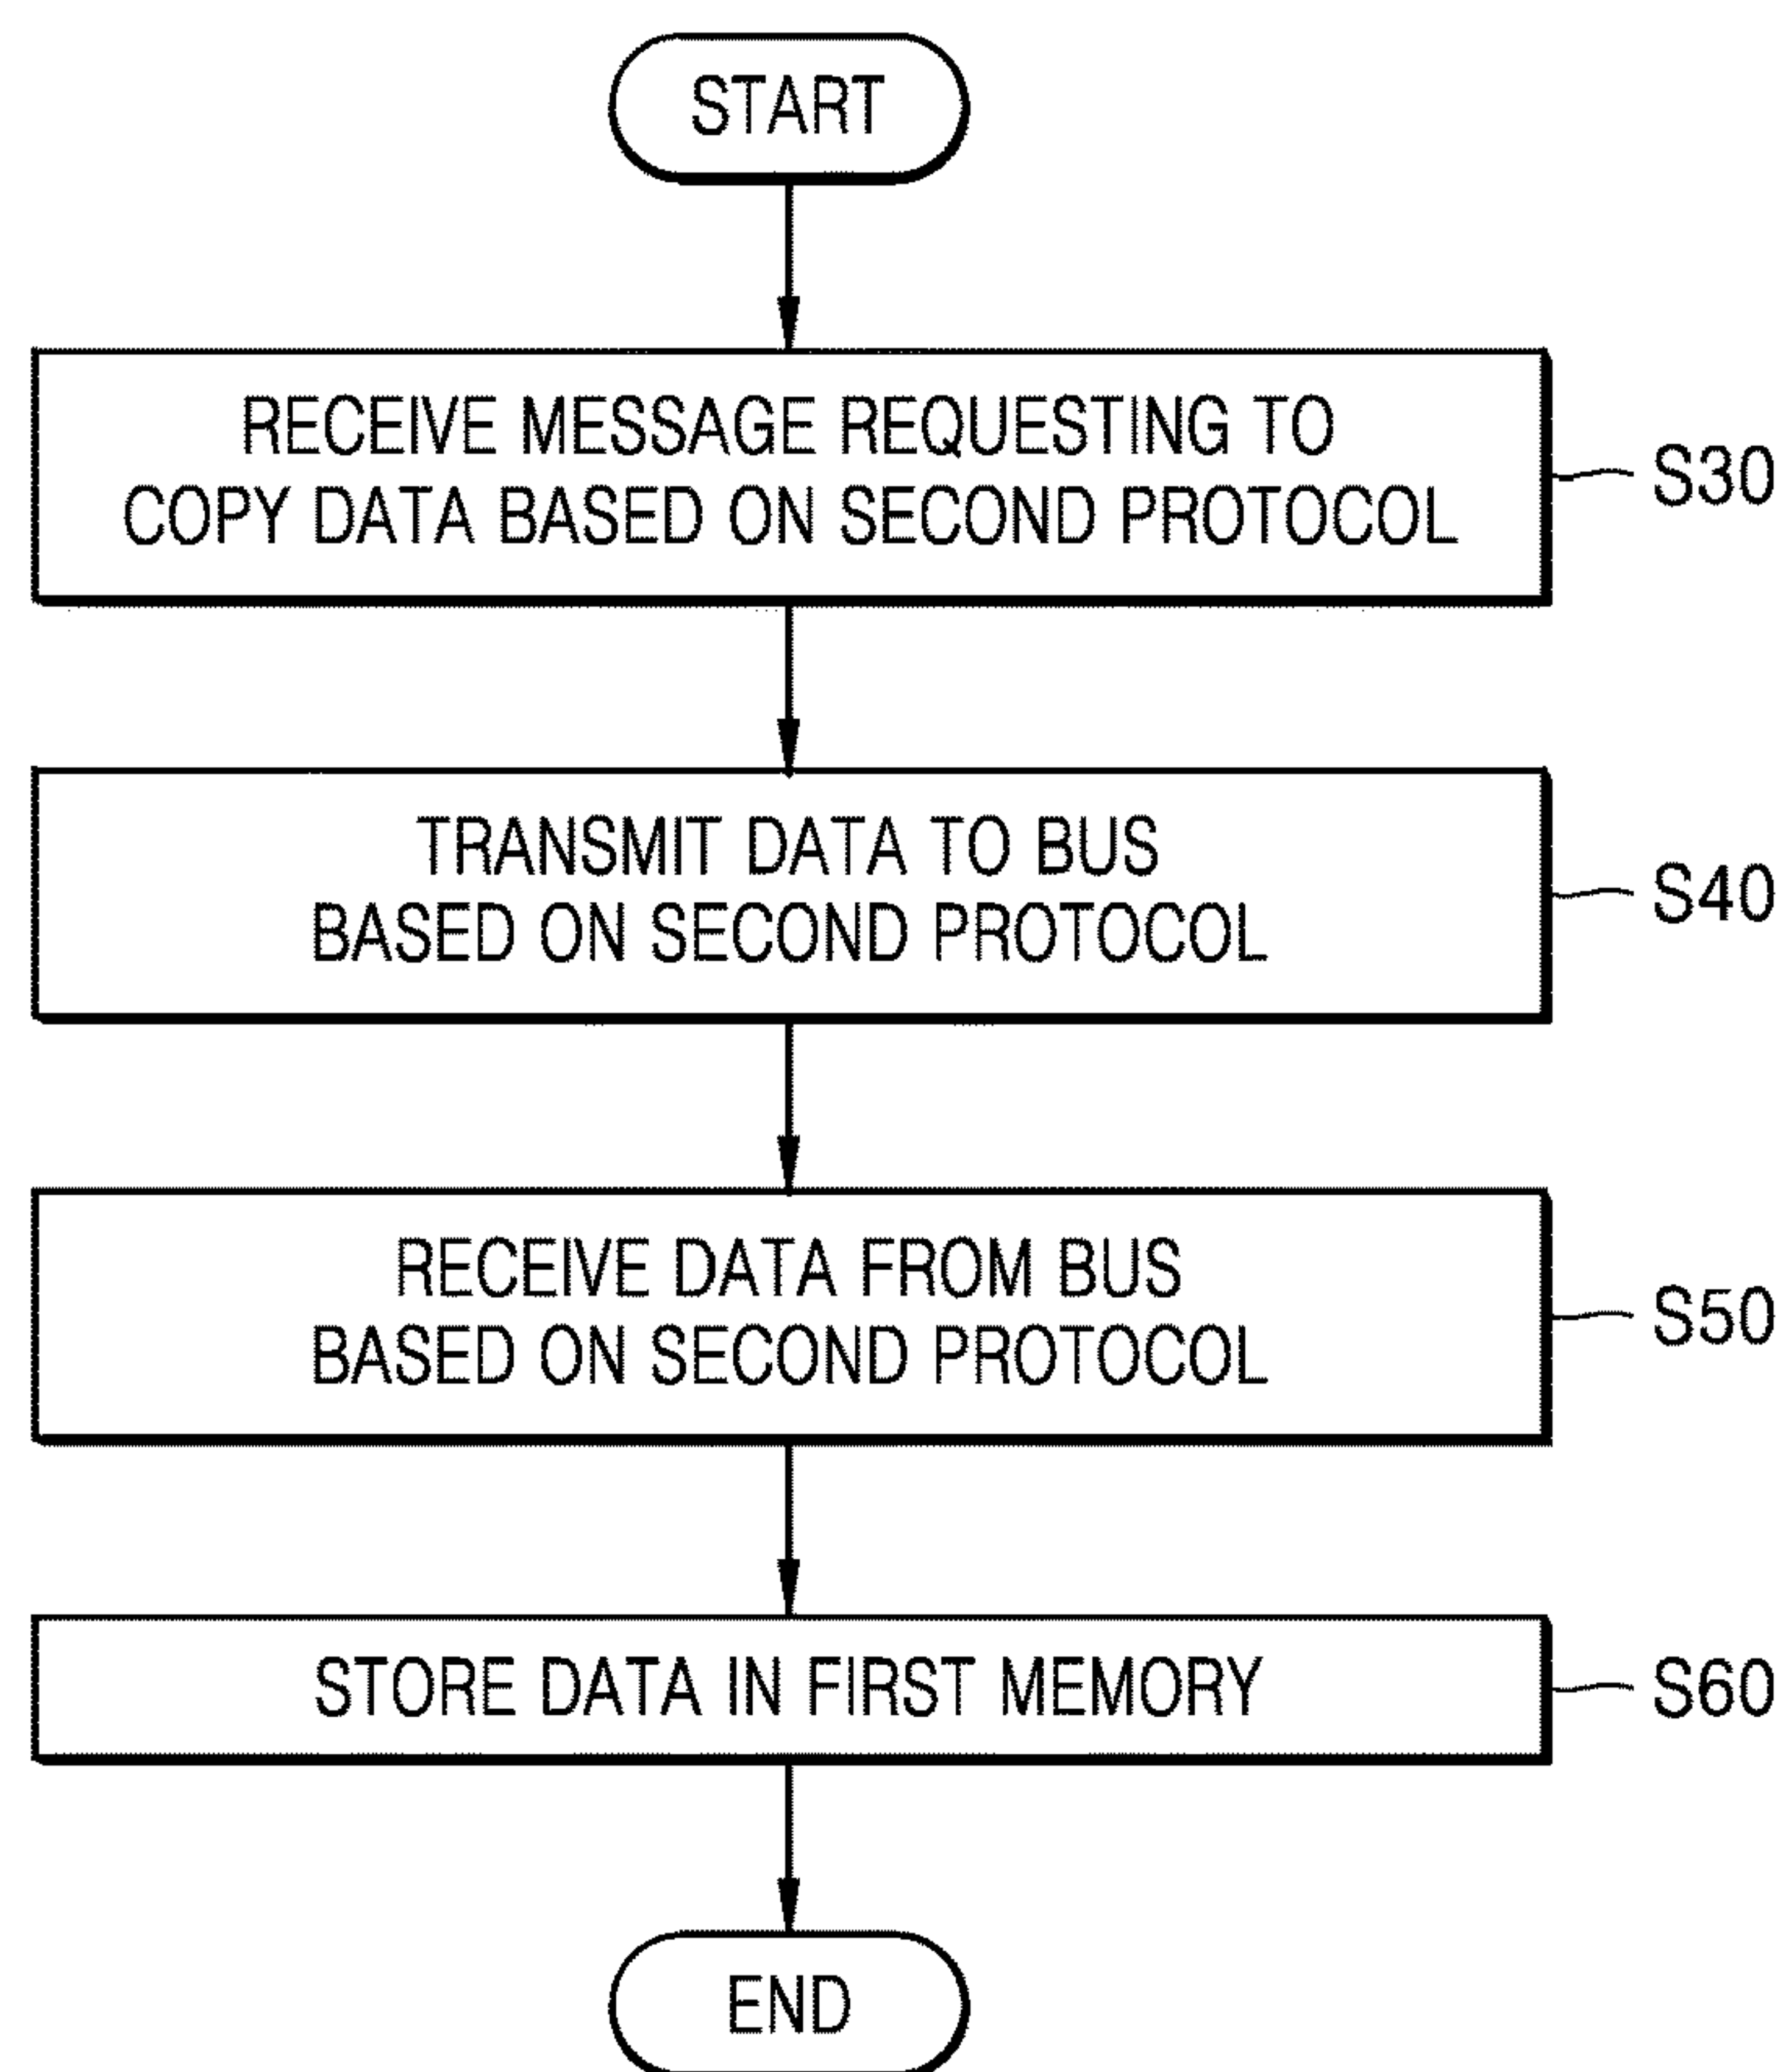 START
RECEIVE MESSAGE REQUESTING TO
COPY DATA BASED ON SECOND PROTOCOL
S30
TRANSMIT DATA TO BUS
BASED ON SECOND PROTOCOL
S40
RECEIVE DATA FROM BUS
BASED ON SECOND PROTOCOL
S50
STORE DATA IN FIRST MEMORY
S60
END